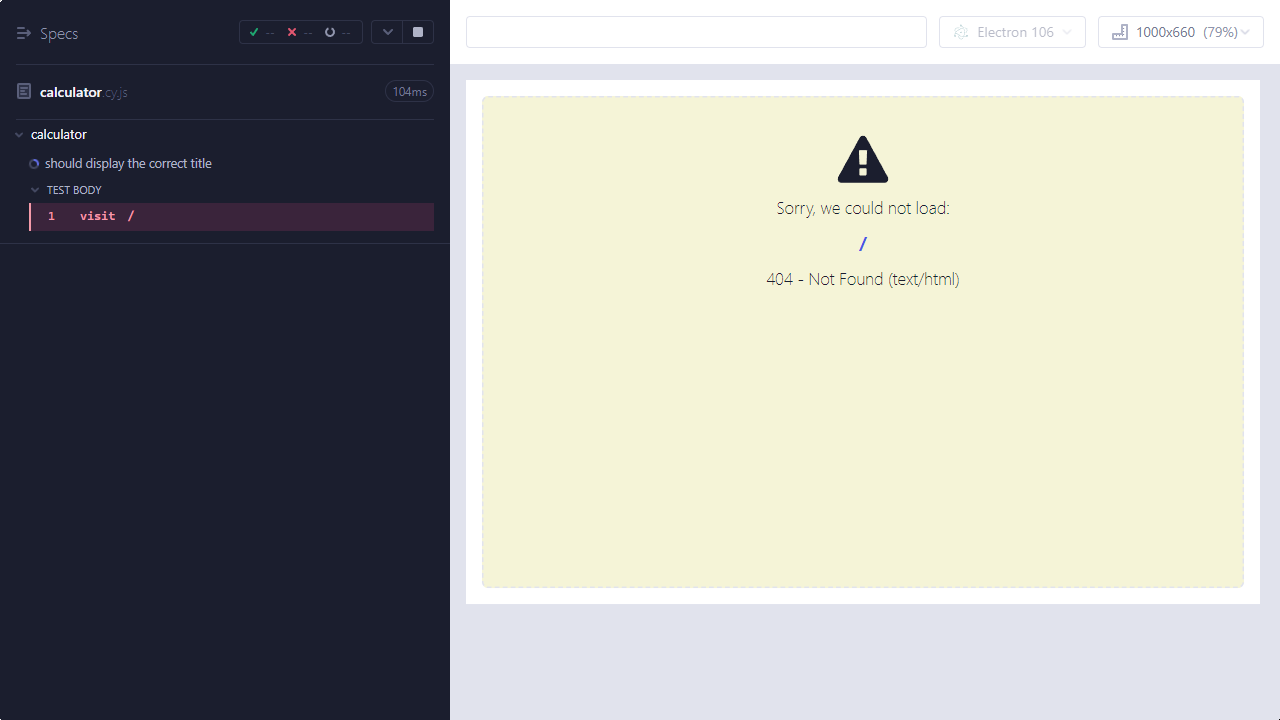 Specs
-- -- --
calculator.cy.js
104ms
calculator
should display the correct title
TEST BODY
1 visit /
Electron 106
1000x660 (79%)
Sorry, we could not load:
/
404 - Not Found (text/html)